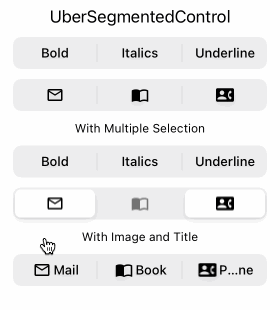 UberSegmentedControl
Bold Italics Underline
With Multiple Selection
Bold Italics Underline
With Image and Title
Mail Book P...ne